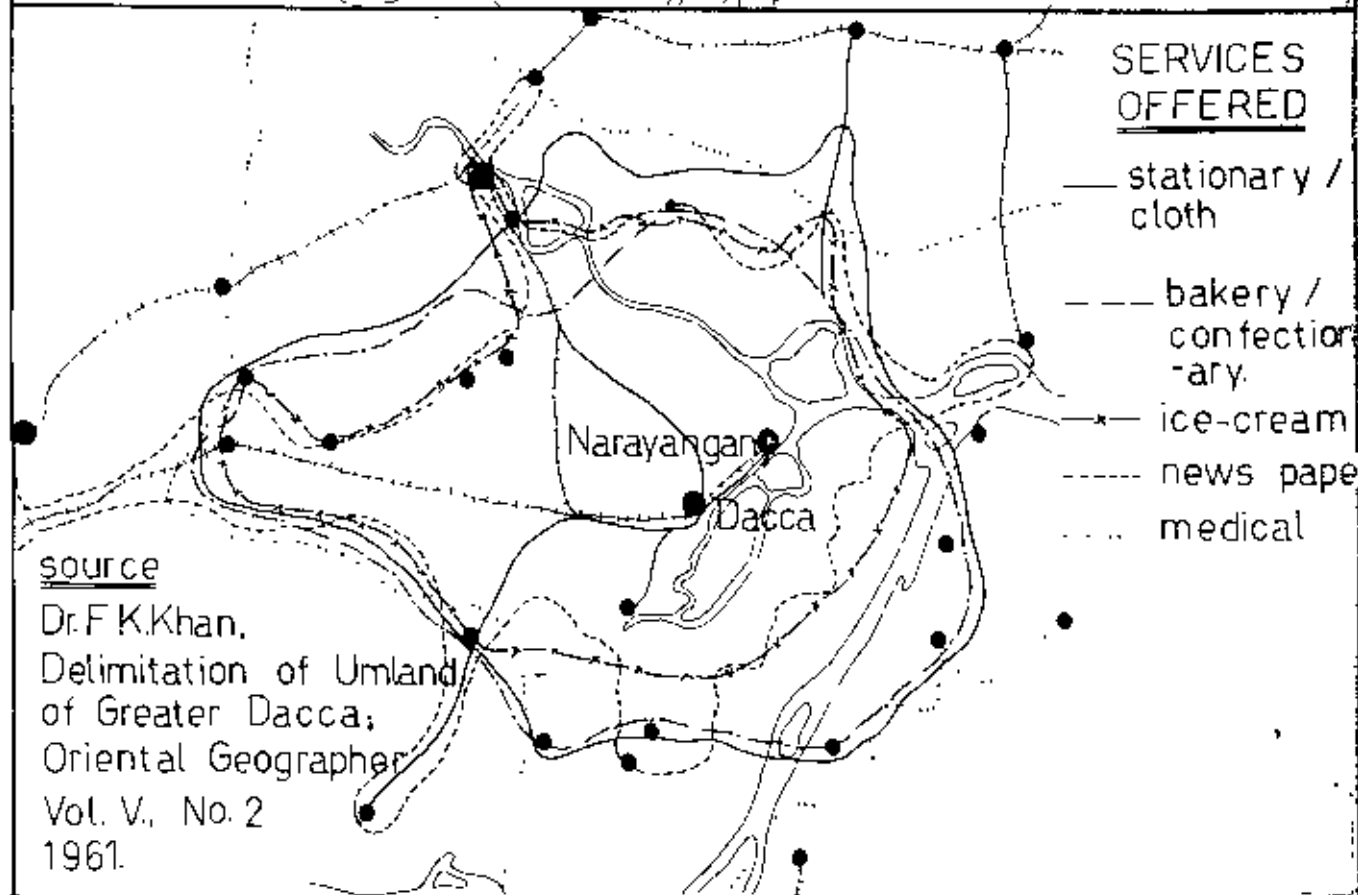 SERVICES
OFFERED
stationary /
cloth
bakery /
confection
-ary.
ice-cream
news pape
medical
Narayangan
Dacca
source
Dr. F K.Khan,
Delimitation of Umland
of Greater Dacca;
Oriental Geographer
Vol. V., No. 2
1961.